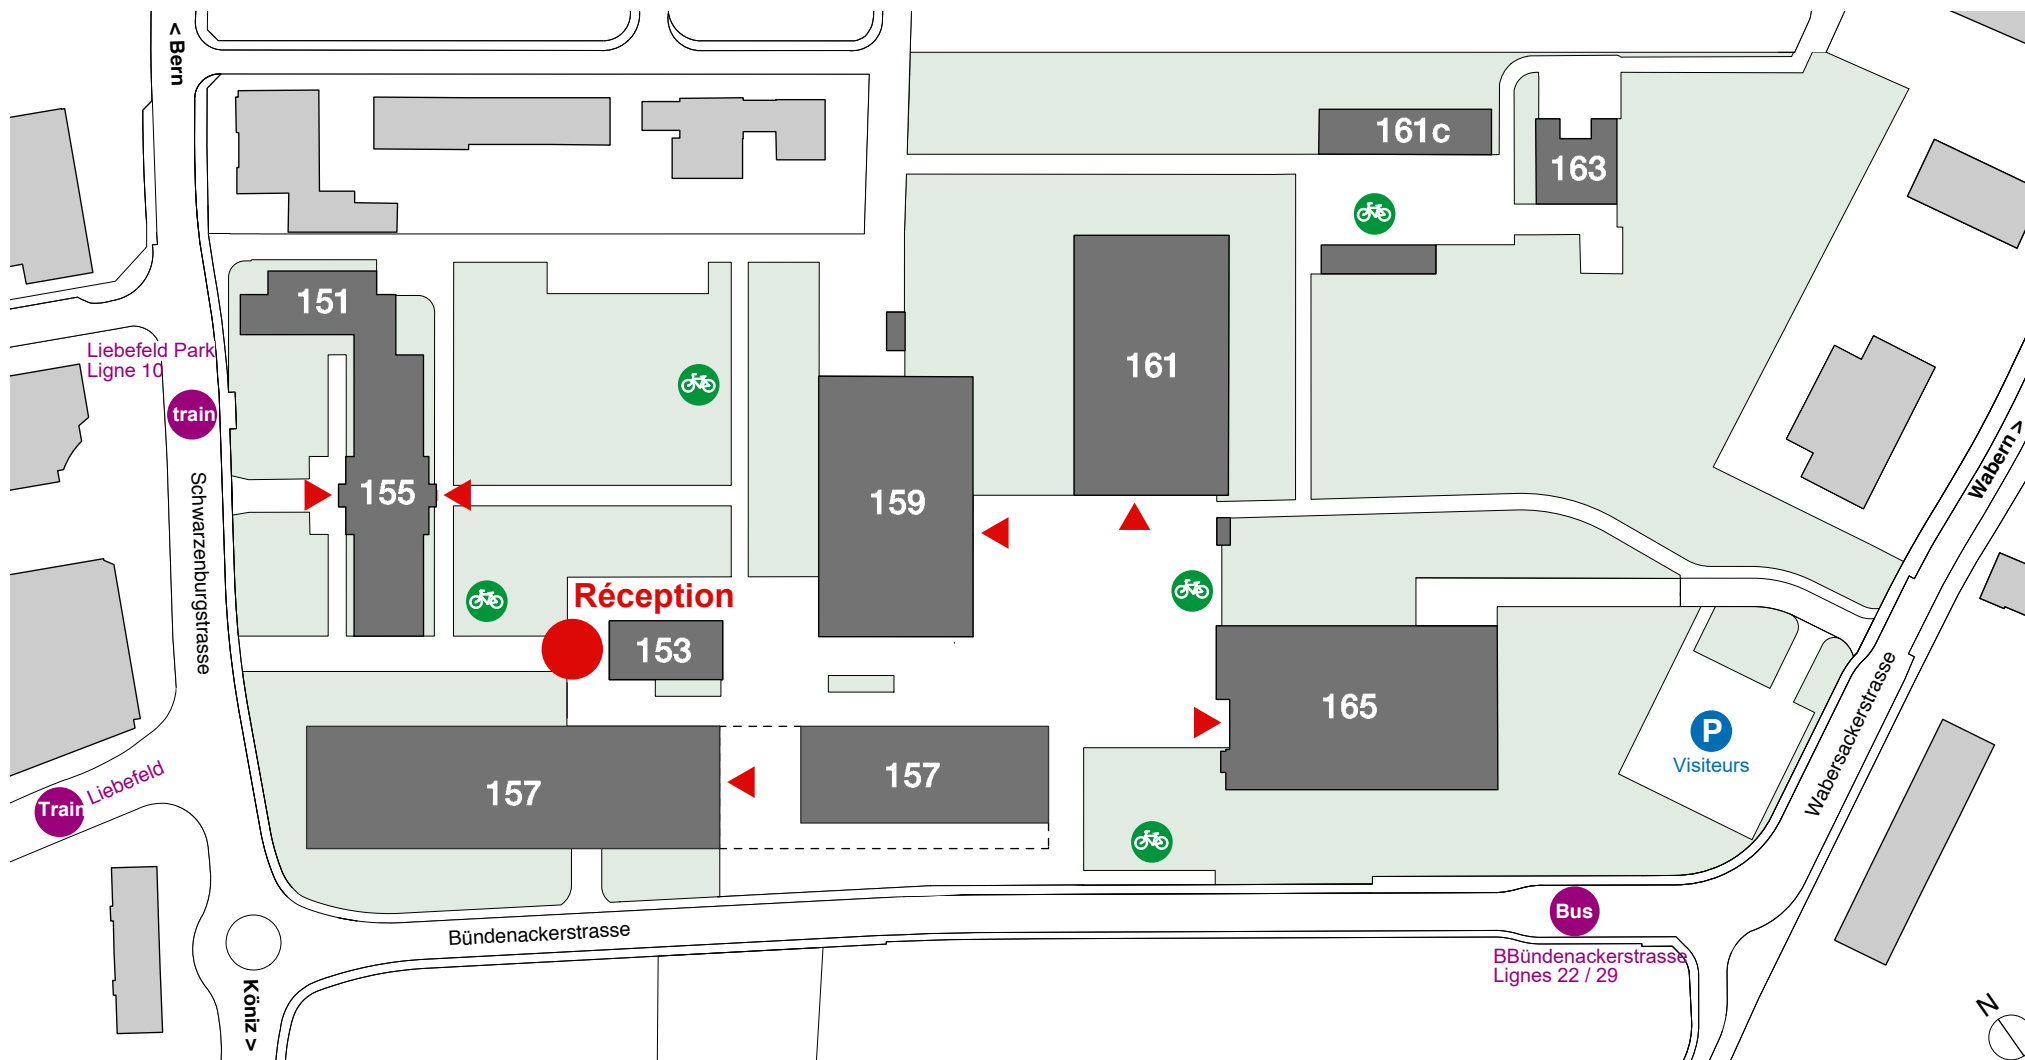 < Bern
161c
163
151
Liebefeld Park
Ligne 10
161
train
Wabern >
155
159
Schwarzenburgstrasse
Réception
153
165
P
Visiteurs
Wabersackerstrasse
157
157
Liebefeld
Train
Bus
Bündenackerstrasse
BBündenackerstrasse
Lignes 22 / 29
Köniz >
N